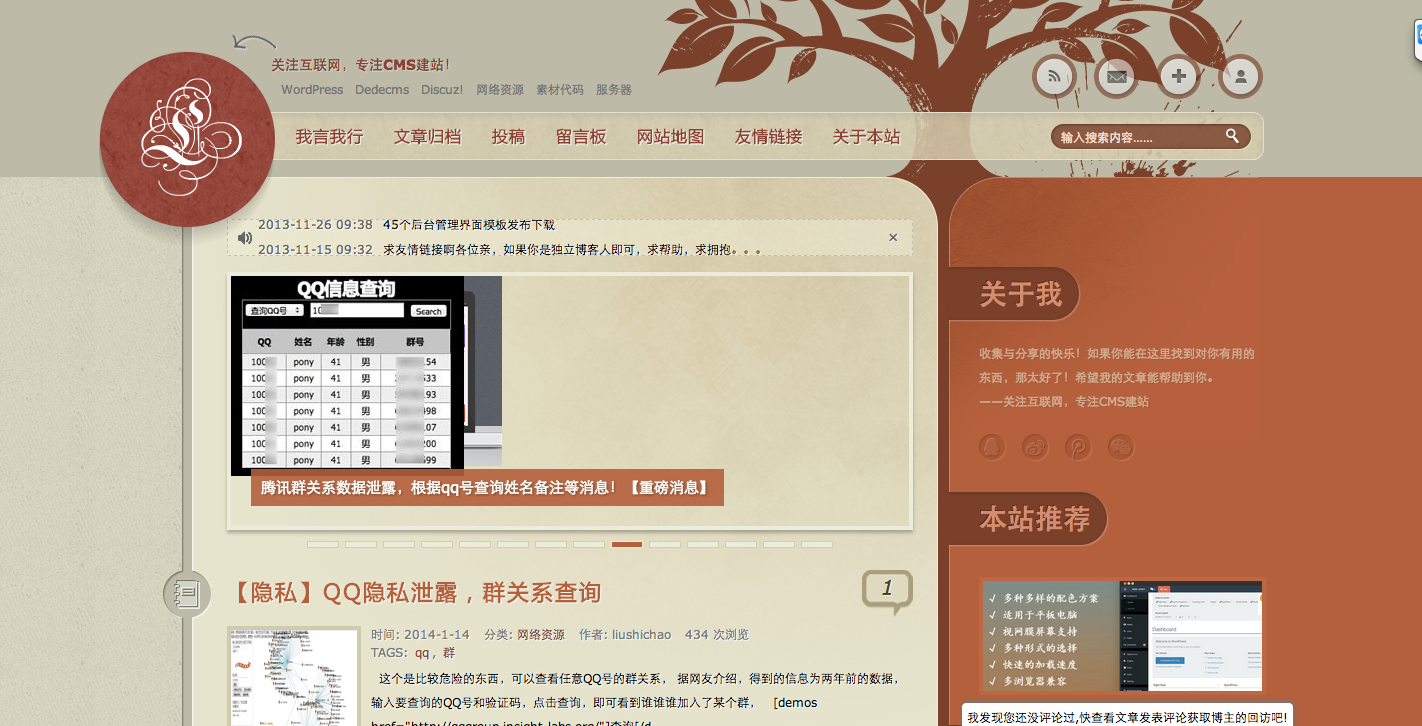 关注互联网，专注CMS建站！
WordPress Dedecms Discuz! 网络资源 素材代码 服务器
我言我行 文章归档 投稿 留言板 网站地图 友情链接 关于本站
输入搜索内容......
2013-11-26 09:38 45个后台管理界面模板发布下载
2013-11-15 09:32 求友情链接啊各位亲，如果你是独立博客人即可，求帮助，求拥抱。。。
QQ信息查询
查询QQ号 10 Search
QQ 姓名 年龄 性别 群号
100 pony 41 男 54
100 pony 41 男 533
100 pony 41 男 193
100 pony 41 男 498
100 pony 41 男 107
100 pony 41 男 200
100 pony 41 男 699
腾讯群关系数据泄露，根据qq号查询姓名备注等消息！【重磅消息】
【隐私】QQ隐私泄露，群关系查询
1
时间: 2014-1-14 分类: 网络资源 作者: liushichao 434 次浏览
TAGS: qq , 群
这个是比较危险的东西，可以查看任意QQ号的群关系， 据网友介绍，得到的信息为两年前的数据，
输入要查询的QQ号和验证码，点击查询，即可看到谁谁谁加入了某个群， [demos
href="http://qqgroup.insight-labs.org/"]查询[/d
关于我
收集与分享的快乐！如果你能在这里找到对你有用的
东西，那太好了！希望我的文章能帮助到你。
——关注互联网，专注CMS建站
本站推荐
√ 多种多样的配色方案
√ 适用于平板电脑
√ 视网膜屏幕支持
√ 多种形式的选择
√ 快速的加载速度
√ 多浏览器兼容
Dashboard
我发现您还没评论过,快查看文章发表评论获取博主的回访吧!